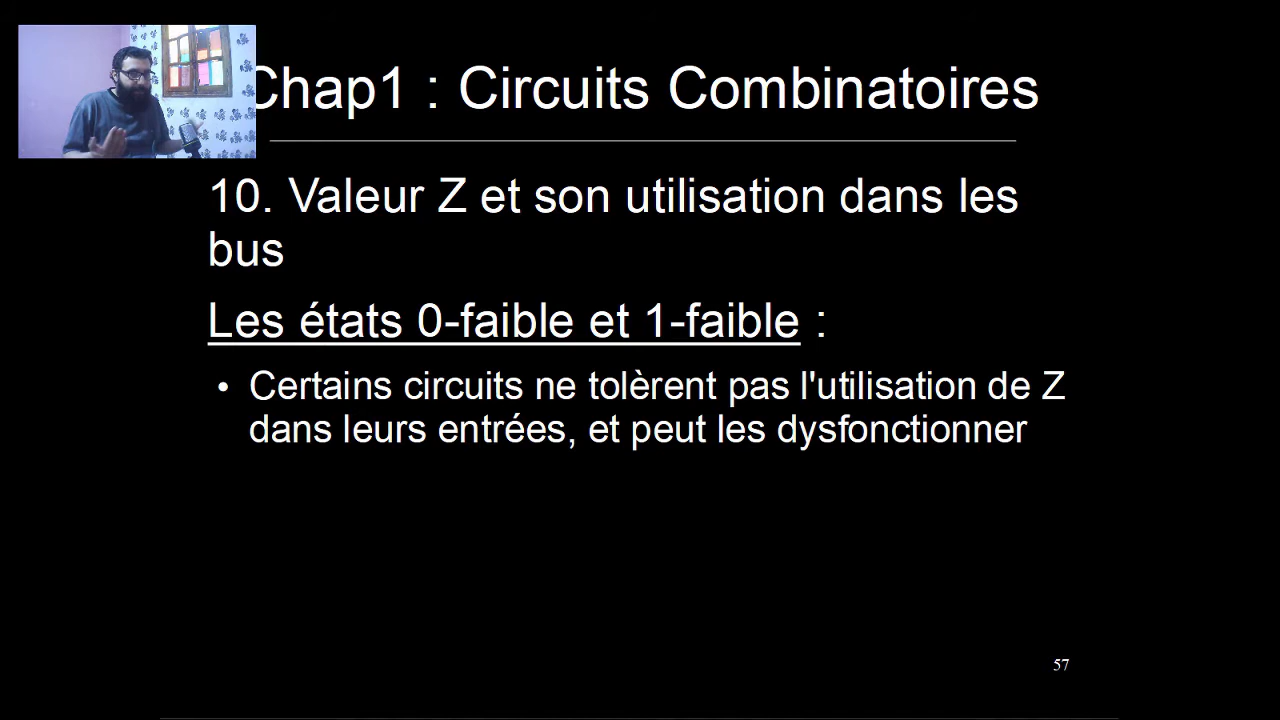 Chap1 : Circuits Combinatoires
10. Valeur Z et son utilisation dans les
bus
Les états 0-faible et 1-faible :
• Certains circuits ne tolèrent pas l'utilisation de Z
dans leurs entrées, et peut les dysfonctionner
57